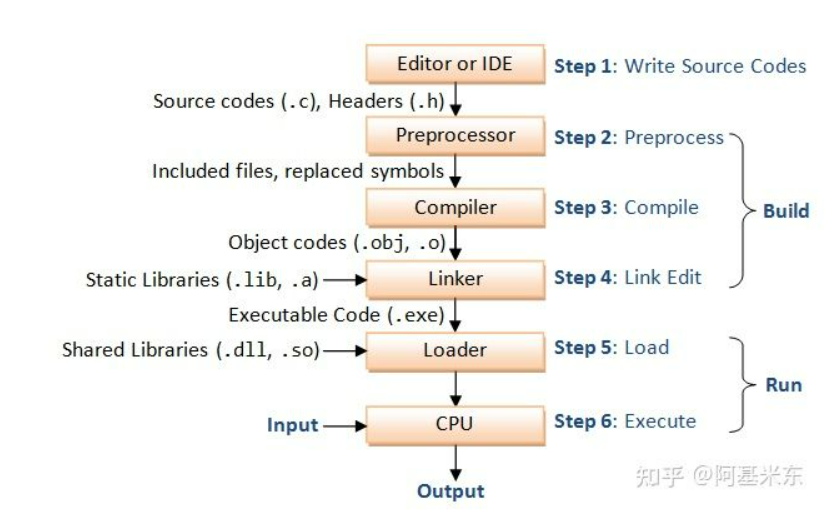 Editor or IDE
Step 1: Write Source Codes
Source codes (.c), Headers (.h)
Preprocessor
Step 2: Preprocess
Included files, replaced symbols
Compiler
Step 3: Compile
Build
Object codes (.obj, .o)
Static Libraries (.lib, .a)
Linker
Step 4: Link Edit
Executable Code (.exe)
Shared Libraries (.dll, .so)
Loader
Step 5: Load
Run
Input
CPU
Step 6: Execute
知乎 @阿基米东
Output